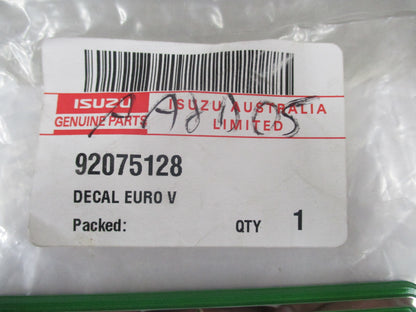 ISUZU
GENUINE PARTS
ISUZU AUSTRALIA
LIMITED
92075128
DECAL EURO V
Packed:
QTY 1